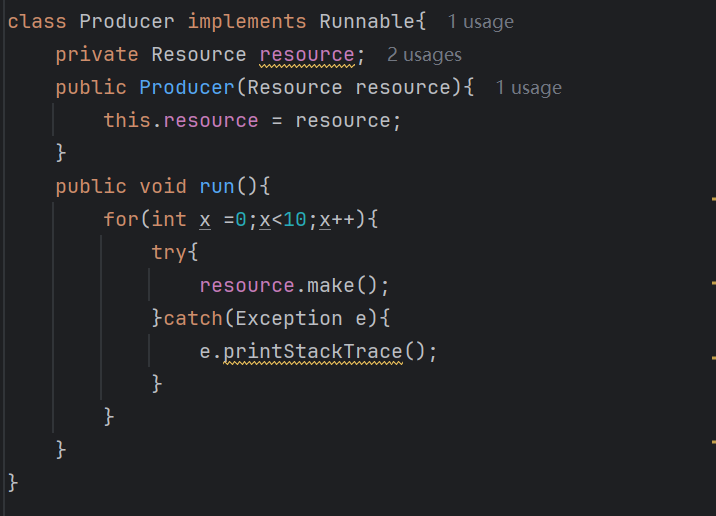 class Producer implements Runnable{ 1 usage
private Resource resource; 2 usages
public Producer(Resource resource){ 1 usage
this.resource = resource;
}
public void run(){
for(int x =0;x<10;x++){
try{
resource.make();
}catch(Exception e){
e.printStackTrace();
}
}
}
}